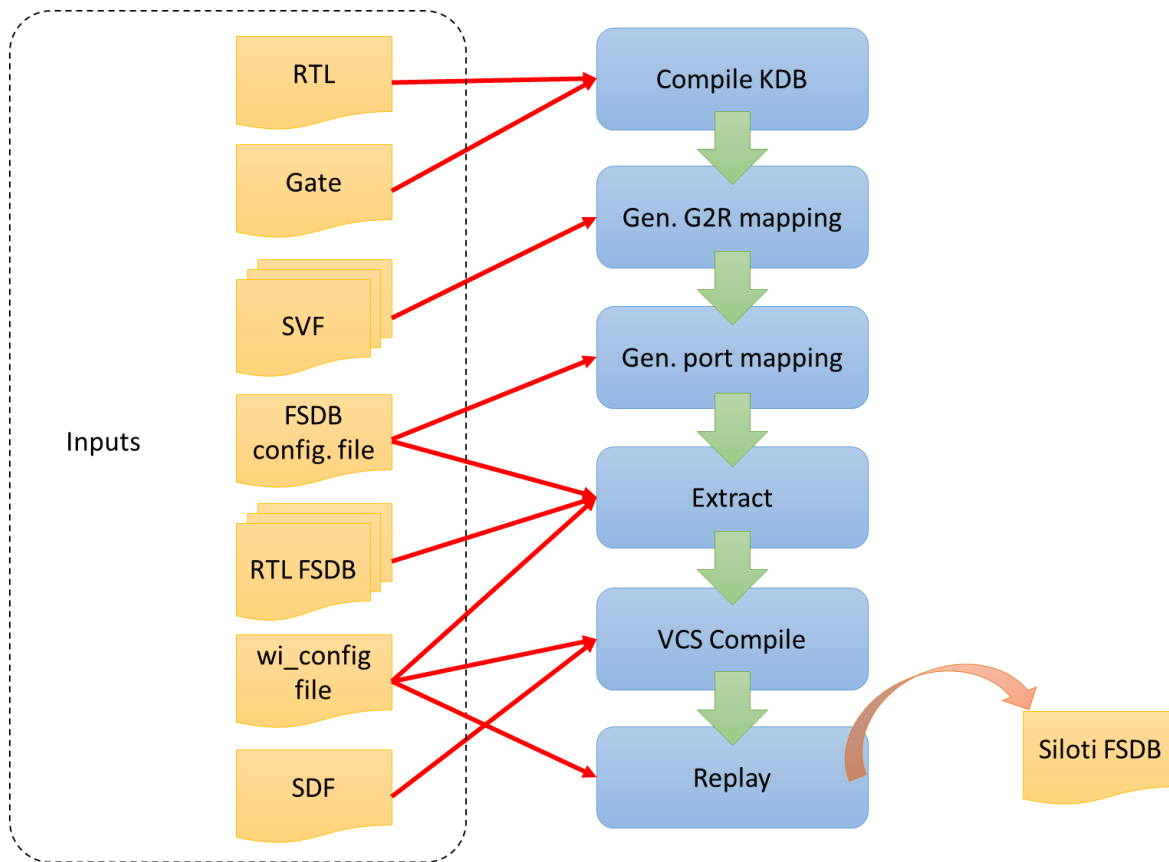 RTL
Compile KDB
Gate
Gen. G2R mapping
SVF
Gen. port mapping
FSDB
config. file
Inputs
Extract
RTL FSDB
wi_config
file
VCS Compile
SDF
Replay
Siloti FSDB